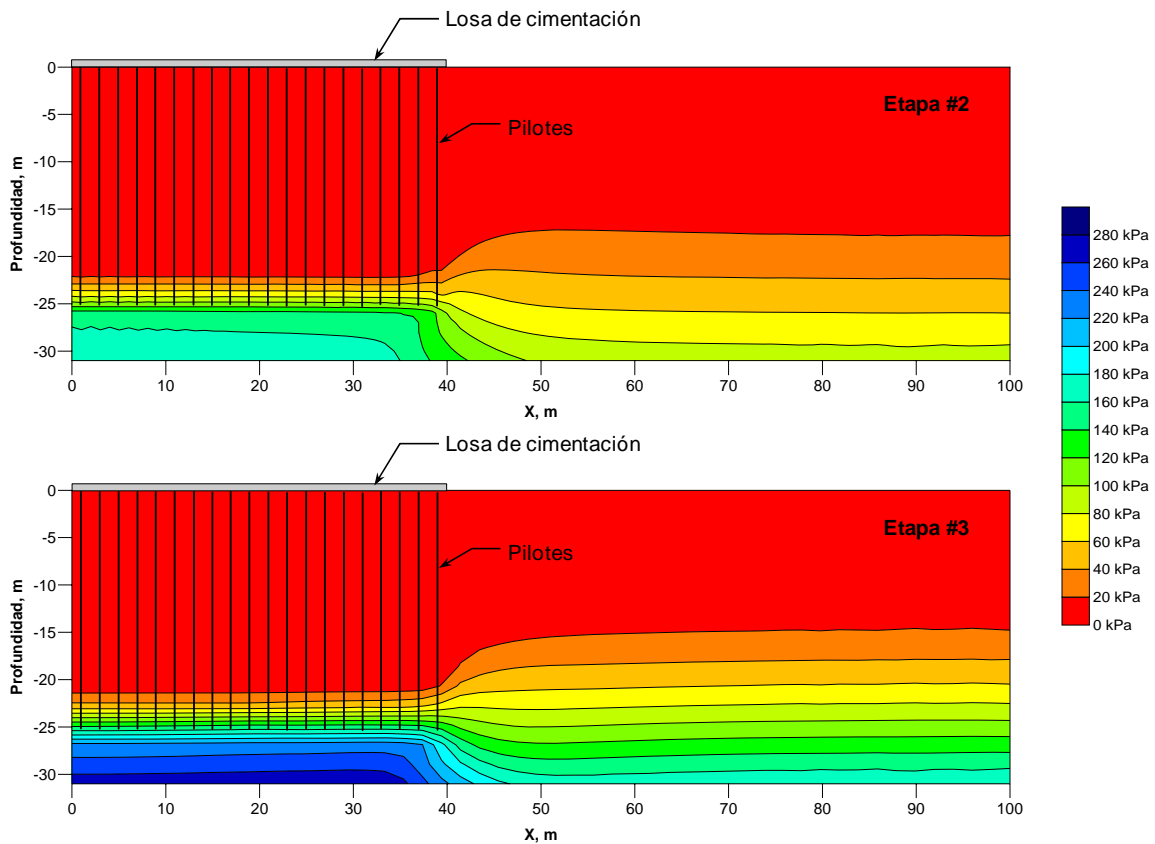 Losa de cimentación
0
-5
-10
-15
-20
-25
-30
Profundidad, m
Etapa #2
Pilotes
0 10 20 30 40 50 60 70 80 90 100
X, m
Losa de cimentación
0
-5
-10
-15
-20
-25
-30
Profundidad, m
Etapa #3
Pilotes
0 10 20 30 40 50 60 70 80 90 100
X, m
280 kPa
260 kPa
240 kPa
220 kPa
200 kPa
180 kPa
160 kPa
140 kPa
120 kPa
100 kPa
80 kPa
60 kPa
40 kPa
20 kPa
0 kPa